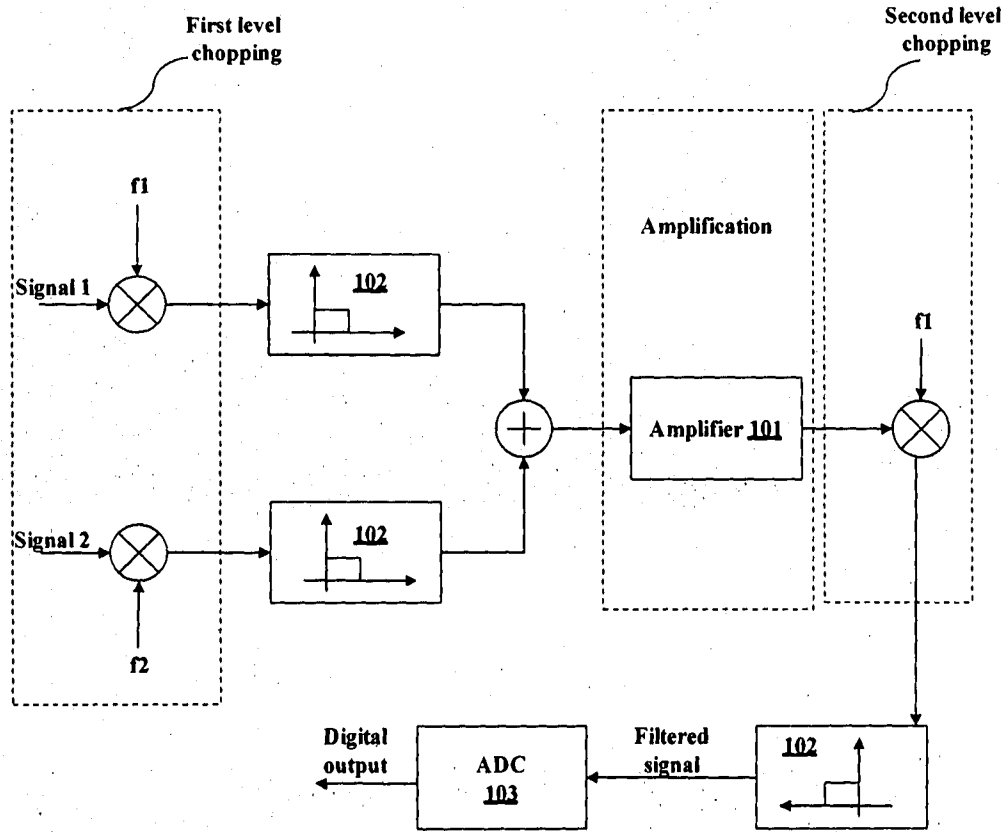 First level
chopping
Second level
chopping
f1
Amplification
Signal 1
102
f1
Amplifier 101
Signal 2
102
f2
Digital
output
ADC
103
Filtered
signal
102